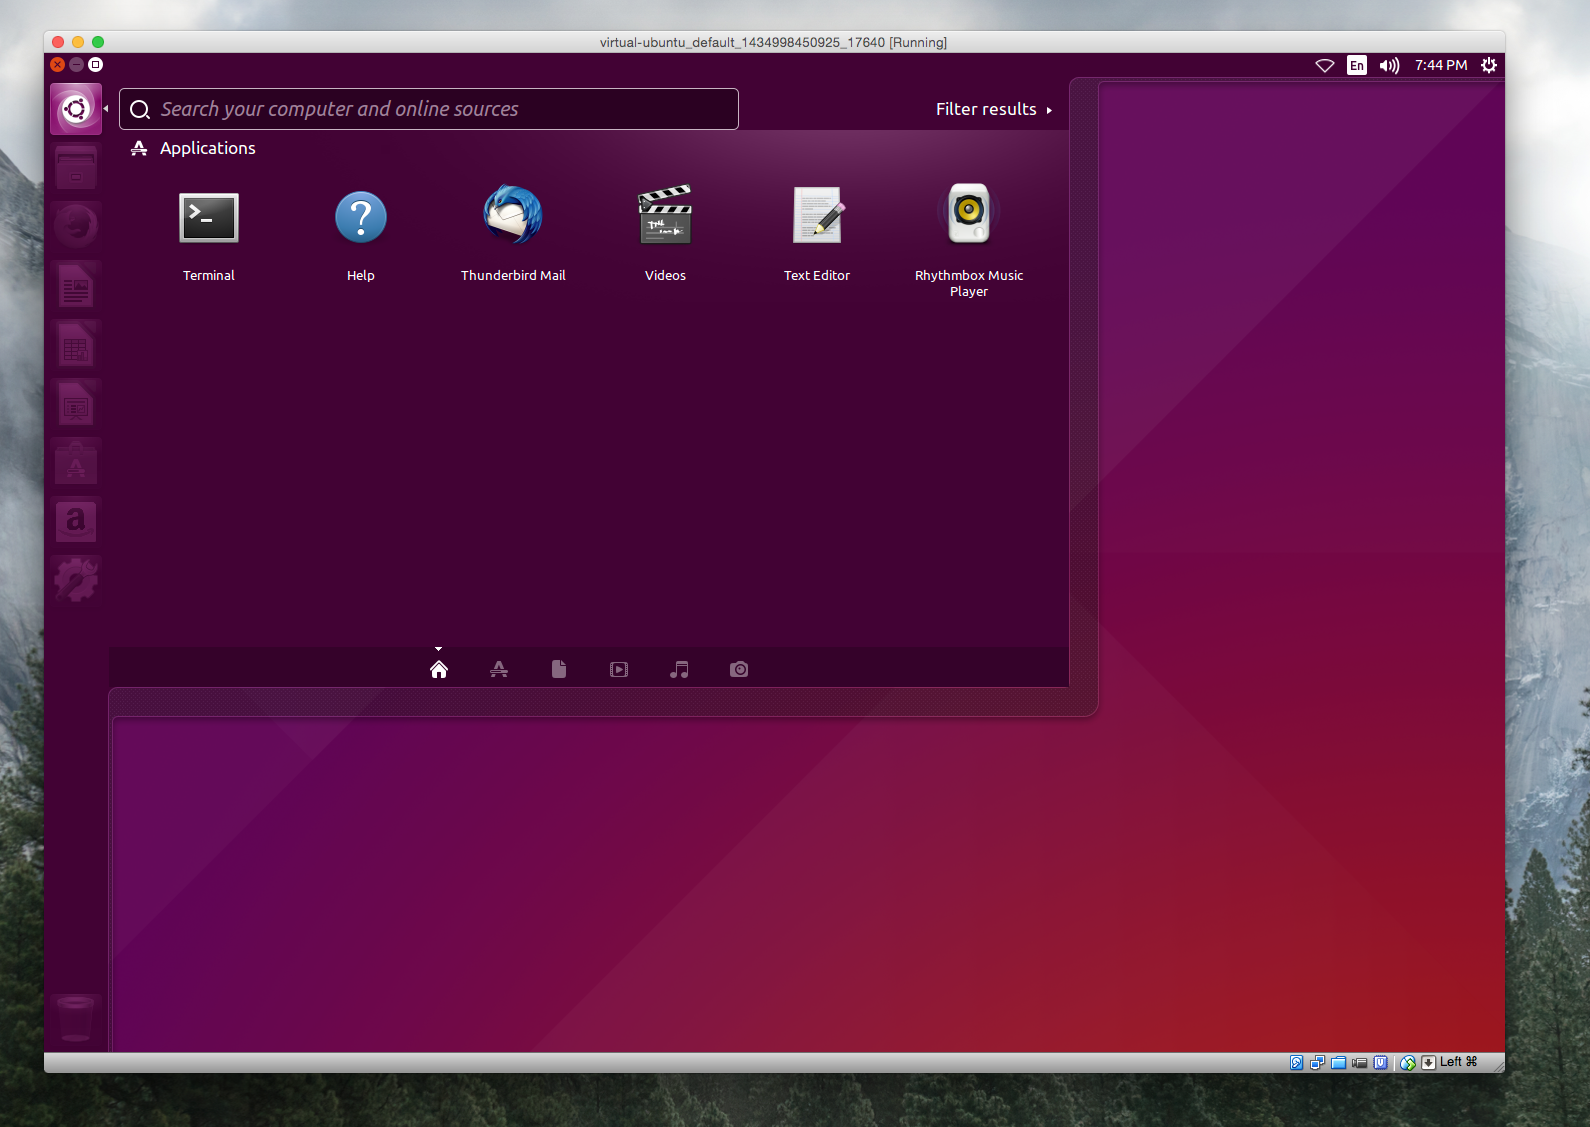 virtual-ubuntu_default_1434998450925_17640 [Running]
En
7:44 PM
Search your computer and online sources
Filter results
Applications
>_
?
Terminal
Help
Thunderbird Mail
Videos
Text Editor
Rhythmbox Music
Player
a
Left ⌘